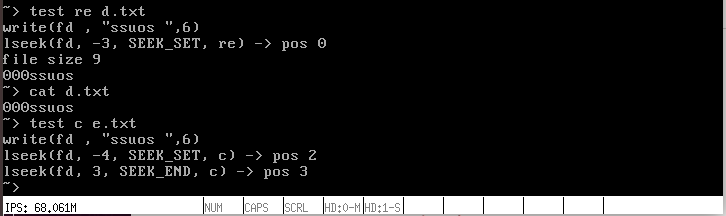 ~> test re d.txt
write(fd , "ssuos ",6)
lseek(fd, -3, SEEK_SET, re) -> pos 0
file size 9
000ssuos
~> cat d.txt
000ssuos
~> test c e.txt
write(fd , "ssuos ",6)
lseek(fd, -4, SEEK_SET, c) -> pos 2
lseek(fd, 3, SEEK_END, c) -> pos 3
~>
IPS: 68.061M NUM CAPS SCRL HD:0-M HD:1-S